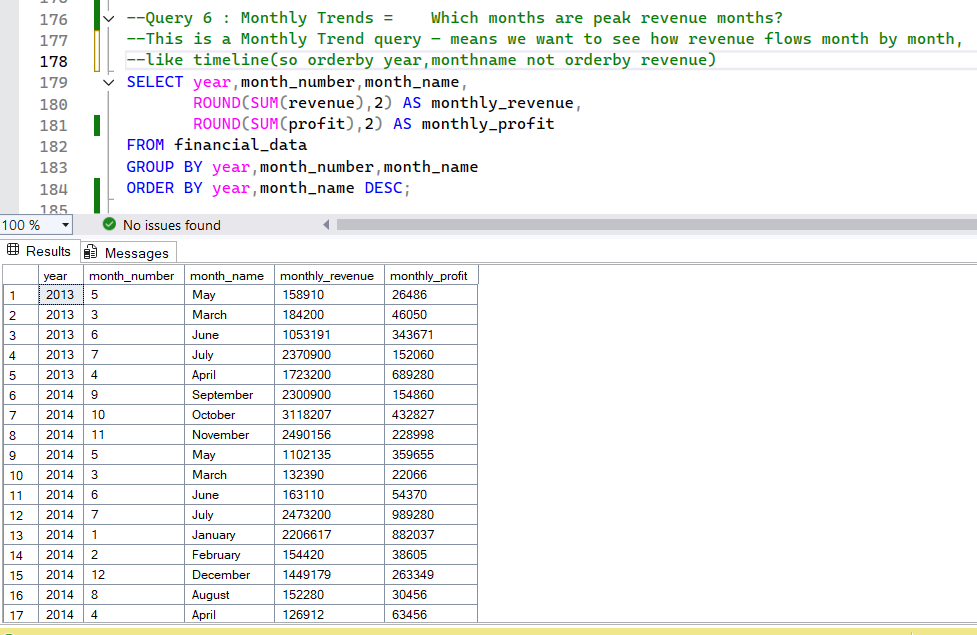 176 --Query 6 : Monthly Trends =    Which months are peak revenue months?
177 --This is a Monthly Trend query – means we want to see how revenue flows month by month,
178 --like timeline(so orderby year,monthname not orderby revenue)
179 SELECT year,month_number,month_name,
180 ROUND(SUM(revenue),2) AS monthly_revenue,
181 ROUND(SUM(profit),2) AS monthly_profit
182 FROM financial_data
183 GROUP BY year,month_number,month_name
184 ORDER BY year,month_name DESC;
185
100 % No issues found
Results Messages
year month_number month_name monthly_revenue monthly_profit
1 2013 5 May 158910 26486
2 2013 3 March 184200 46050
3 2013 6 June 1053191 343671
4 2013 7 July 2370900 152060
5 2013 4 April 1723200 689280
6 2014 9 September 2300900 154860
7 2014 10 October 3118207 432827
8 2014 11 November 2490156 228998
9 2014 5 May 1102135 359655
10 2014 3 March 132390 22066
11 2014 6 June 163110 54370
12 2014 7 July 2473200 989280
13 2014 1 January 2206617 882037
14 2014 2 February 154420 38605
15 2014 12 December 1449179 263349
16 2014 8 August 152280 30456
17 2014 4 April 126912 63456